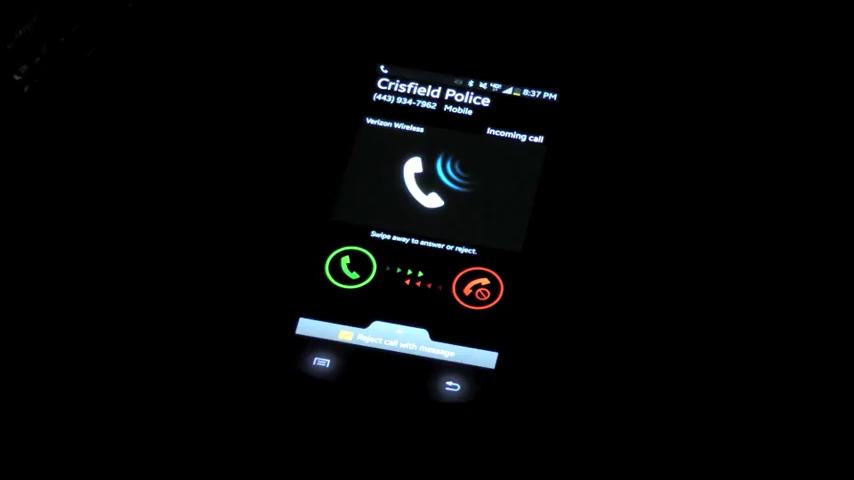 8:37 PM
Crisfield Police
(443) 934-7962 Mobile
Verizon Wireless
Incoming call
Swipe away to answer or reject.
Reject call with message